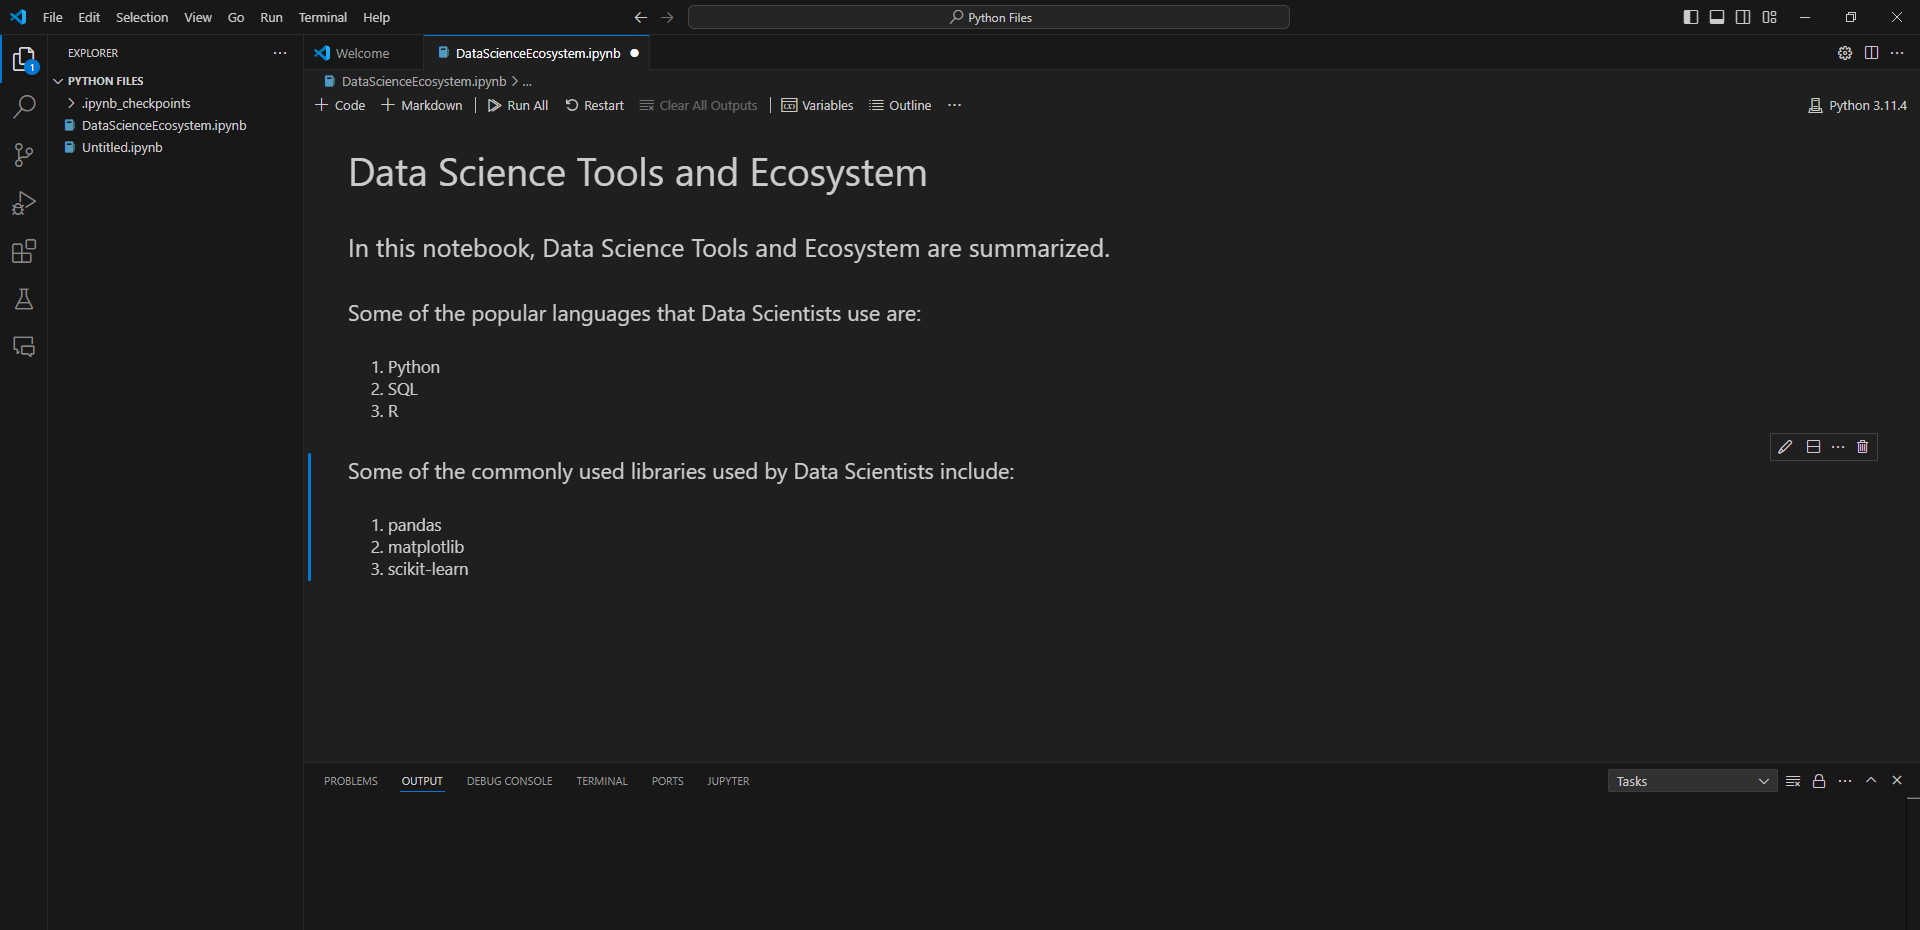 File Edit Selection View Go Run Terminal Help
Python Files
EXPLORER
Welcome
DataScienceEcosystem.ipynb
1
PYTHON FILES
.ipynb_checkpoints
DataScienceEcosystem.ipynb
Untitled.ipynb
DataScienceEcosystem.ipynb > ...
Code Markdown Run All Restart Clear All Outputs Variables Outline ...
Python 3.11.4
Data Science Tools and Ecosystem
In this notebook, Data Science Tools and Ecosystem are summarized.
Some of the popular languages that Data Scientists use are:
1. Python
2. SQL
3. R
Some of the commonly used libraries used by Data Scientists include:
1. pandas
2. matplotlib
3. scikit-learn
PROBLEMS OUTPUT DEBUG CONSOLE TERMINAL PORTS JUPYTER
Tasks